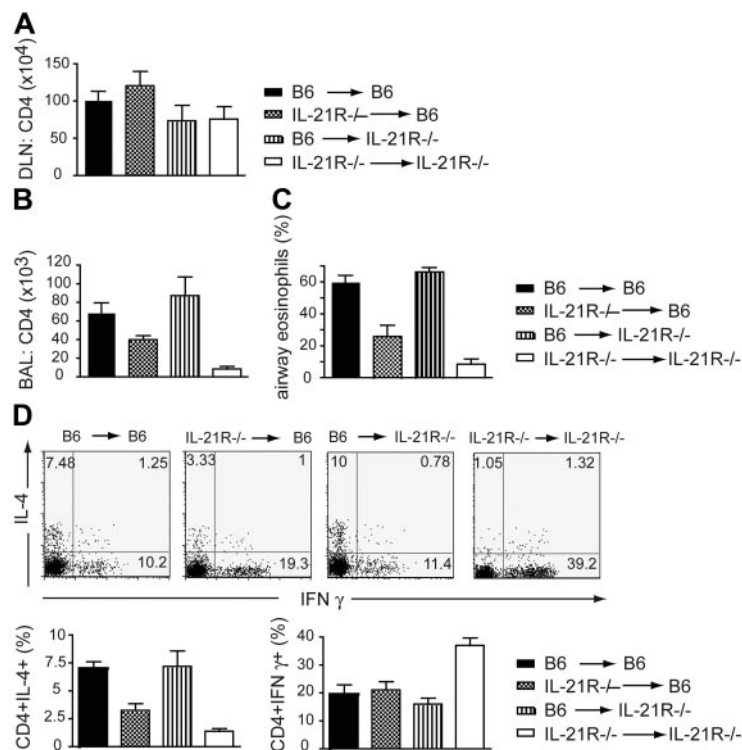 A
DLN: CD4 (x10⁴)
150
100
50
0
B6 → B6
IL-21R-/- → B6
B6 → IL-21R-/-
IL-21R-/- → IL-21R-/-
B
BAL: CD4 (x10³)
120
100
80
60
40
20
0
C
airway eosinophils (%)
60
40
20
0
B6 → B6
IL-21R-/- → B6
B6 → IL-21R-/-
IL-21R-/- → IL-21R-/-
D
B6 → B6
IL-21R-/- → B6
B6 → IL-21R-/-
IL-21R-/- → IL-21R-/-
IL-4
7.48 1.25
10.2
3.33 1
19.3
10 0.78
11.4
1.05 1.32
39.2
IFN γ
CD4+IL-4+ (%)
10
7.5
5
2.5
0
CD4+IFN γ+ (%)
40
30
20
10
0
B6 → B6
IL-21R-/- → B6
B6 → IL-21R-/-
IL-21R-/- → IL-21R-/-